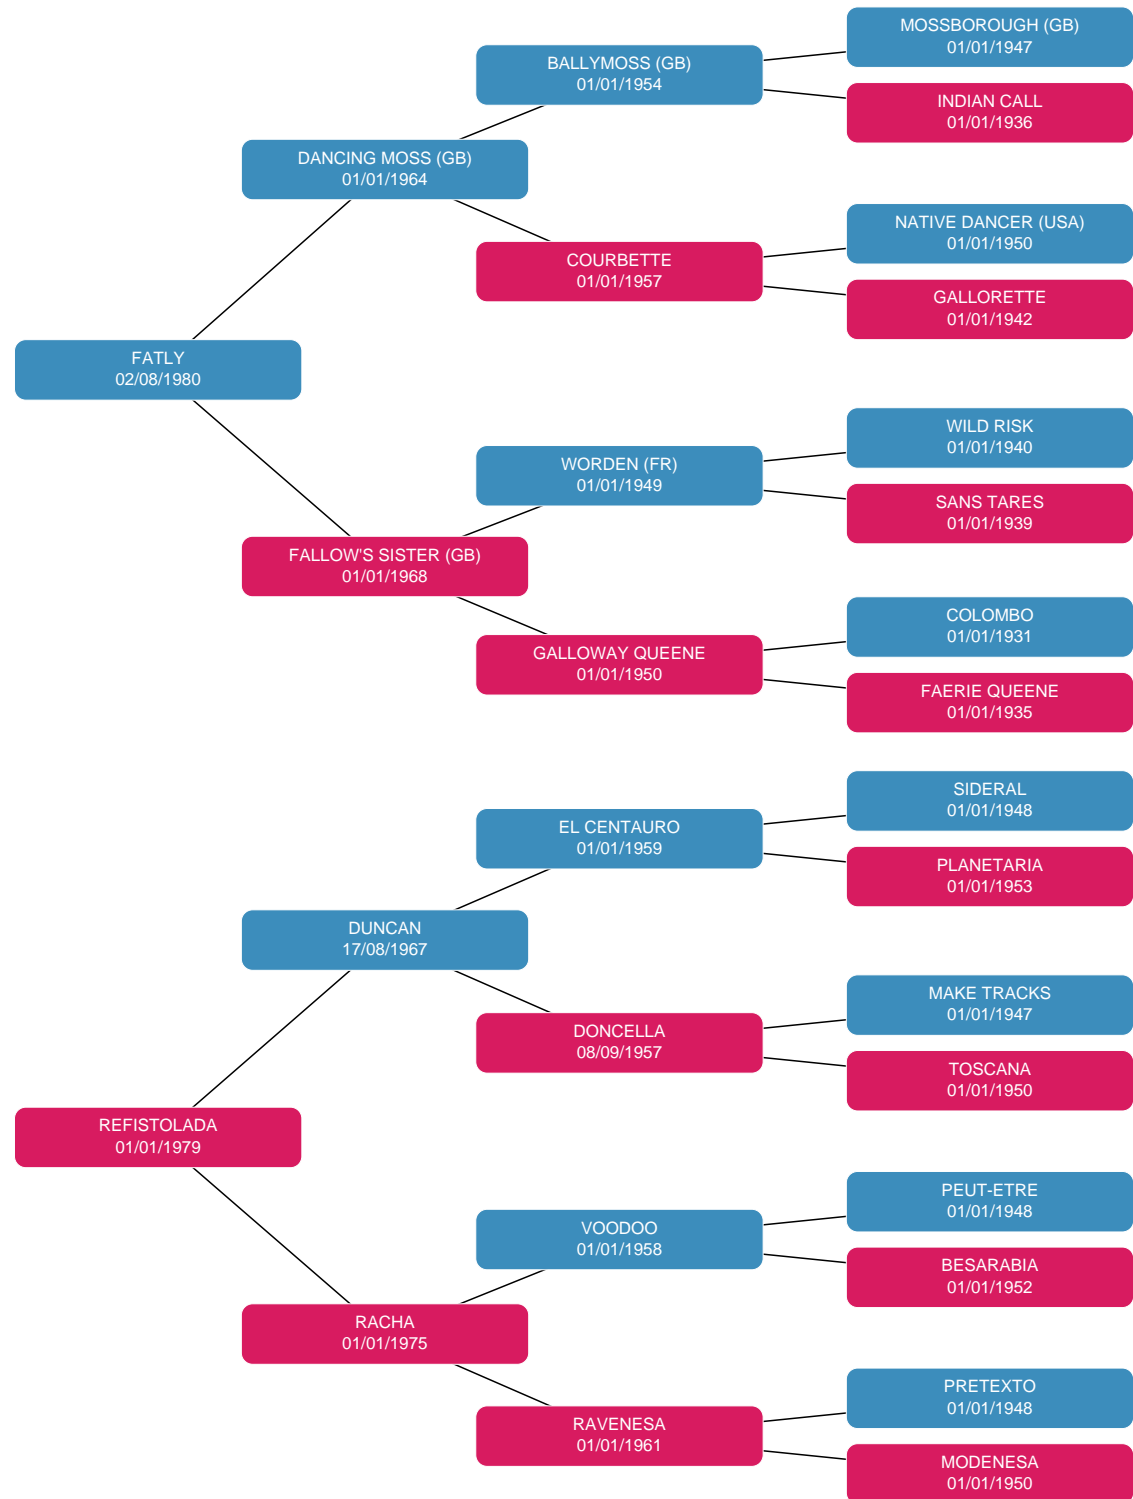 MOSSBOROUGH (GB)
01/01/1947
BALLYMOSS (GB)
01/01/1954
INDIAN CALL
01/01/1936
DANCING MOSS (GB)
01/01/1964
NATIVE DANCER (USA)
01/01/1950
COURBETTE
01/01/1957
GALLORETTE
01/01/1942
FATLY
02/08/1980
WILD RISK
01/01/1940
WORDEN (FR)
01/01/1949
SANS TARES
01/01/1939
FALLOW'S SISTER (GB)
01/01/1968
COLOMBO
01/01/1931
GALLOWAY QUEENE
01/01/1950
FAERIE QUEENE
01/01/1935
SIDERAL
01/01/1948
EL CENTAURO
01/01/1959
PLANETARIA
01/01/1953
DUNCAN
17/08/1967
MAKE TRACKS
01/01/1947
DONCELLA
08/09/1957
TOSCANA
01/01/1950
REFISTOLADA
01/01/1979
PEUT-ETRE
01/01/1948
VOODOO
01/01/1958
BESARABIA
01/01/1952
RACHA
01/01/1975
PRETEXTO
01/01/1948
RAVENESA
01/01/1961
MODENESA
01/01/1950